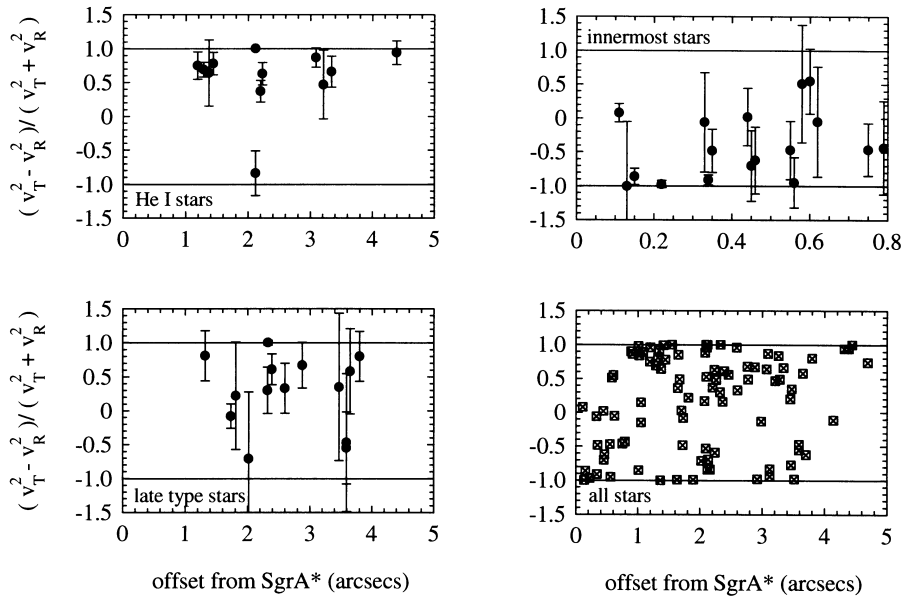 ( v_T^2 - v_R^2 ) / ( v_T^2 + v_R^2 )
1.5
1.0
0.5
0
-0.5
-1.0
-1.5
He I stars
0 1 2 3 4 5
1.5
1.0
0.5
0
-0.5
-1.0
-1.5
innermost stars
0 0.2 0.4 0.6 0.8
( v_T^2 - v_R^2 ) / ( v_T^2 + v_R^2 )
1.5
1.0
0.5
0
-0.5
-1.0
-1.5
late type stars
0 1 2 3 4 5
offset from SgrA* (arcsecs)
1.5
1.0
0.5
0
-0.5
-1.0
-1.5
all stars
0 1 2 3 4 5
offset from SgrA* (arcsecs)